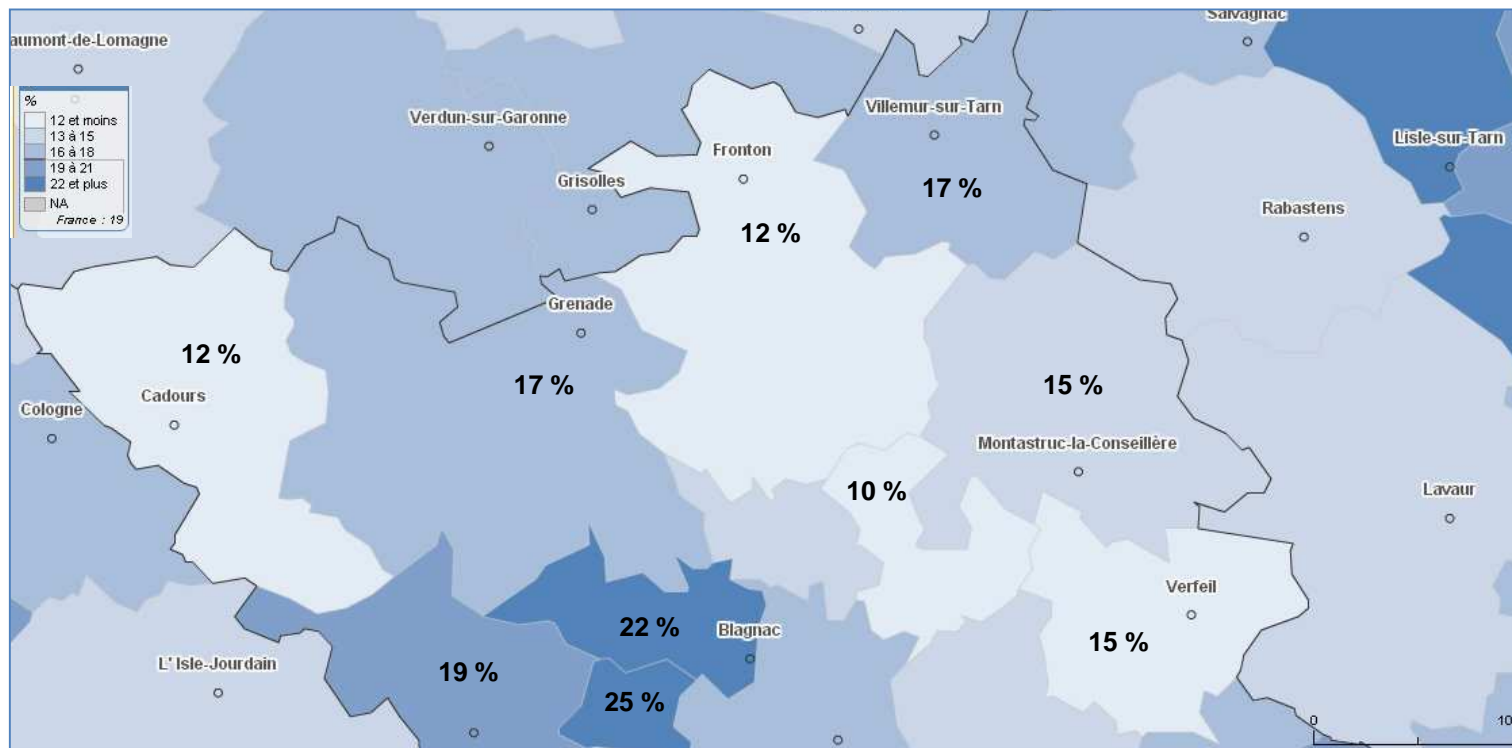 Salvagnac
aumont-de-Lomagne
%
12 et moins
13 à 15
16 à 18
19 à 21
22 et plus
NA
France : 19
Verdun-sur-Garonne
Villemur-sur-Tarn
Lisle-sur-Tarn
Fronton
Grisolles
17 %
Rabastens
12 %
Grenade
12 %
17 %
15 %
Cadours
Cologne
Montastruc-la-Conseillère
10 %
Lavaur
Verfeil
22 %
Blagnac
15 %
L' Isle-Jourdain
19 %
25 %
0
10